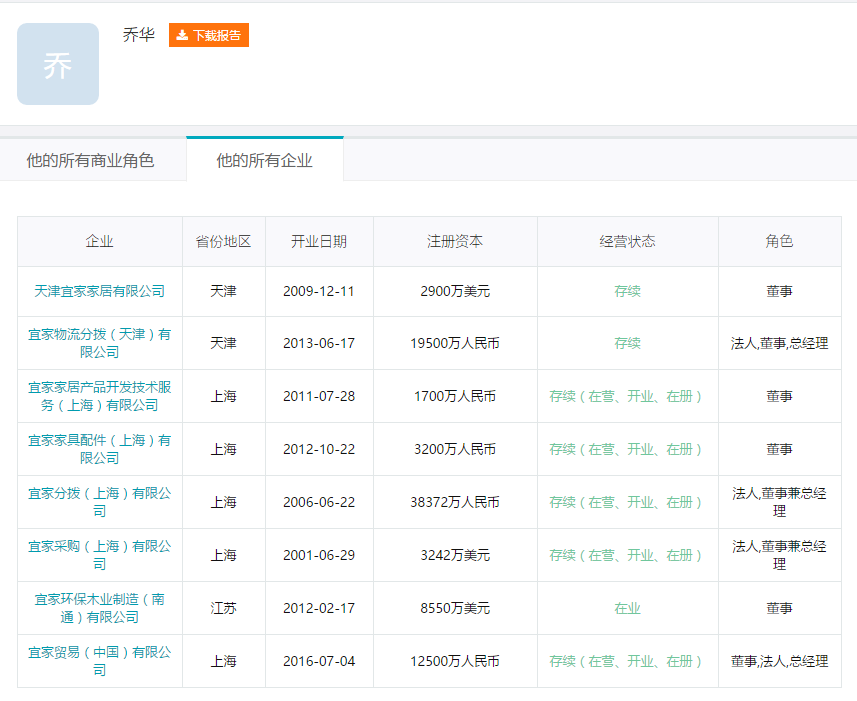 乔
乔华
下载报告
他的所有商业角色
他的所有企业
企业 省份地区 开业日期 注册资本 经营状态 角色
天津宜家家居有限公司 天津 2009-12-11 2900万美元 存续 董事
宜家物流分拨（天津）有
限公司 天津 2013-06-17 19500万人民币 存续 法人,董事,总经理
宜家家居产品开发技术服
务（上海）有限公司 上海 2011-07-28 1700万人民币 存续（在营、开业、在册） 董事
宜家家具配件（上海）有
限公司 上海 2012-10-22 3200万人民币 存续（在营、开业、在册） 董事
宜家分拨（上海）有限公
司 上海 2006-06-22 38372万人民币 存续（在营、开业、在册） 法人,董事兼总经
理
宜家采购（上海）有限公
司 上海 2001-06-29 3242万美元 存续（在营、开业、在册） 法人,董事兼总经
理
宜家环保木业制造（南
通）有限公司 江苏 2012-02-17 8550万美元 在业 董事
宜家贸易（中国）有限公
司 上海 2016-07-04 12500万人民币 存续（在营、开业、在册） 董事,法人,总经理